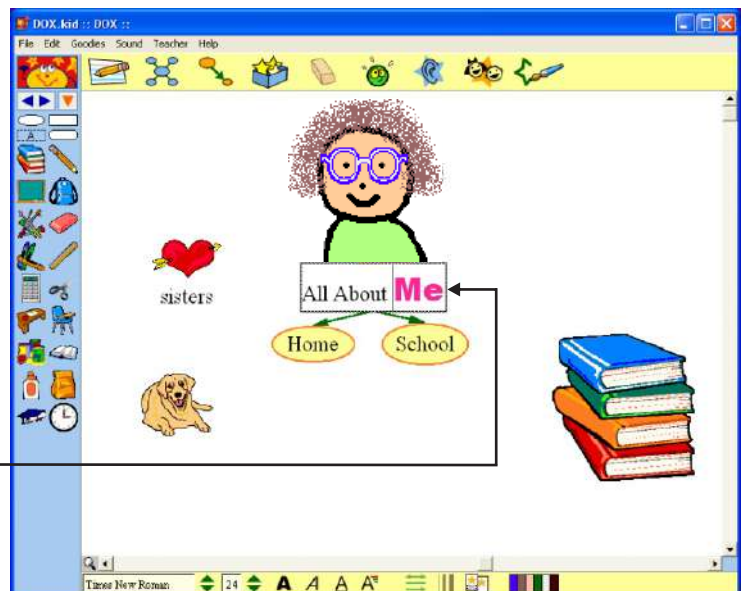 DOX.kid :: DOX ::
File Edit Goodies Sound Teacher Help
A
sisters
All About Me
Home School
Times New Roman 24 A A A A